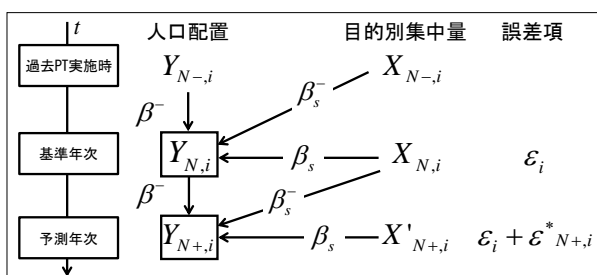 t 人口配置 目的別集中量 誤差項
過去PT実施時 Y_{N-,i} X_{N-,i}
β^- β_s^-
基準年次 Y_{N,i} β_s X_{N,i} ε_i
β^- β_s^-
予測年次 Y_{N+,i} β_s X'_{N+,i} ε_i + ε^*_{N+,i}